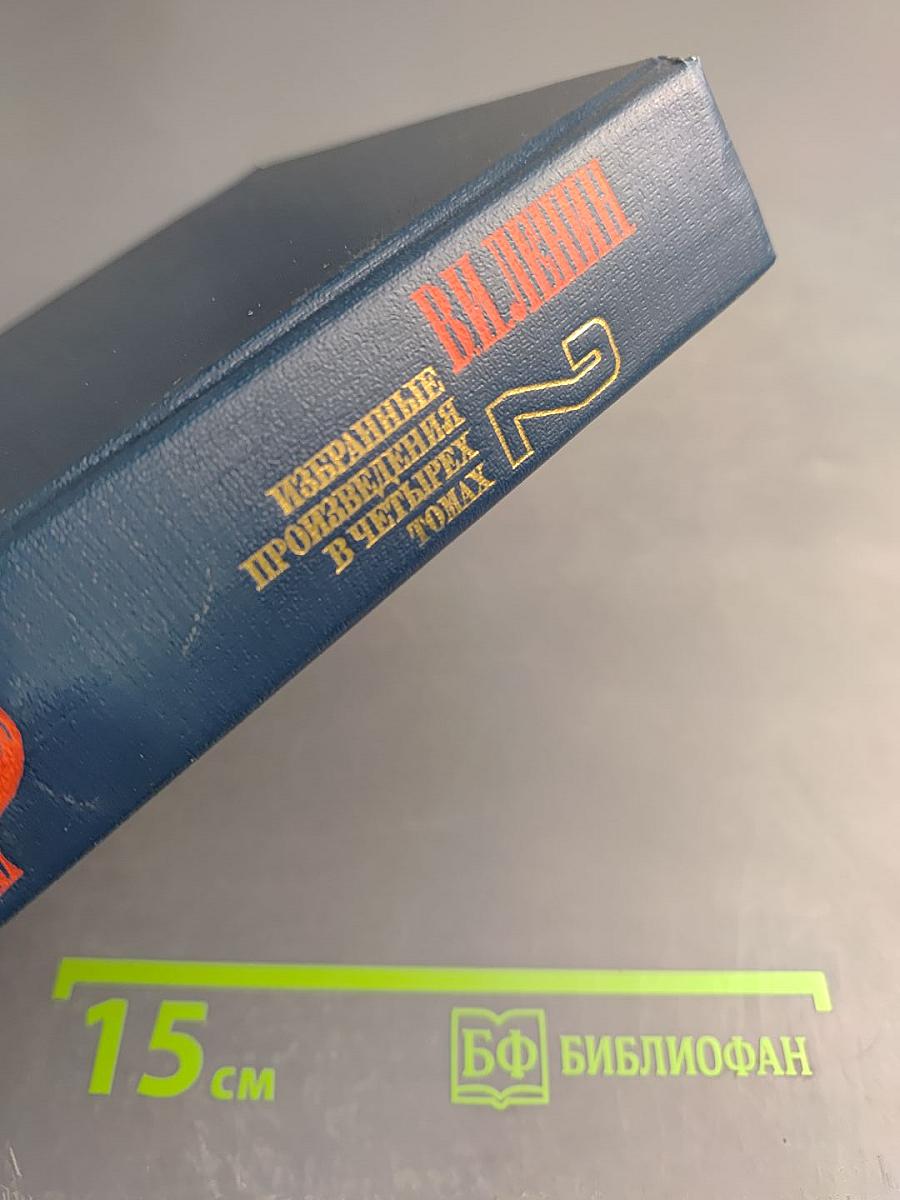 В.И.ЛЕНИН
ИЗБРАННЫЕ
ПРОИЗВЕДЕНИЯ
В ЧЕТЫРЕХ
ТОМАХ
2
15 см
БФ БИБЛИОФАН